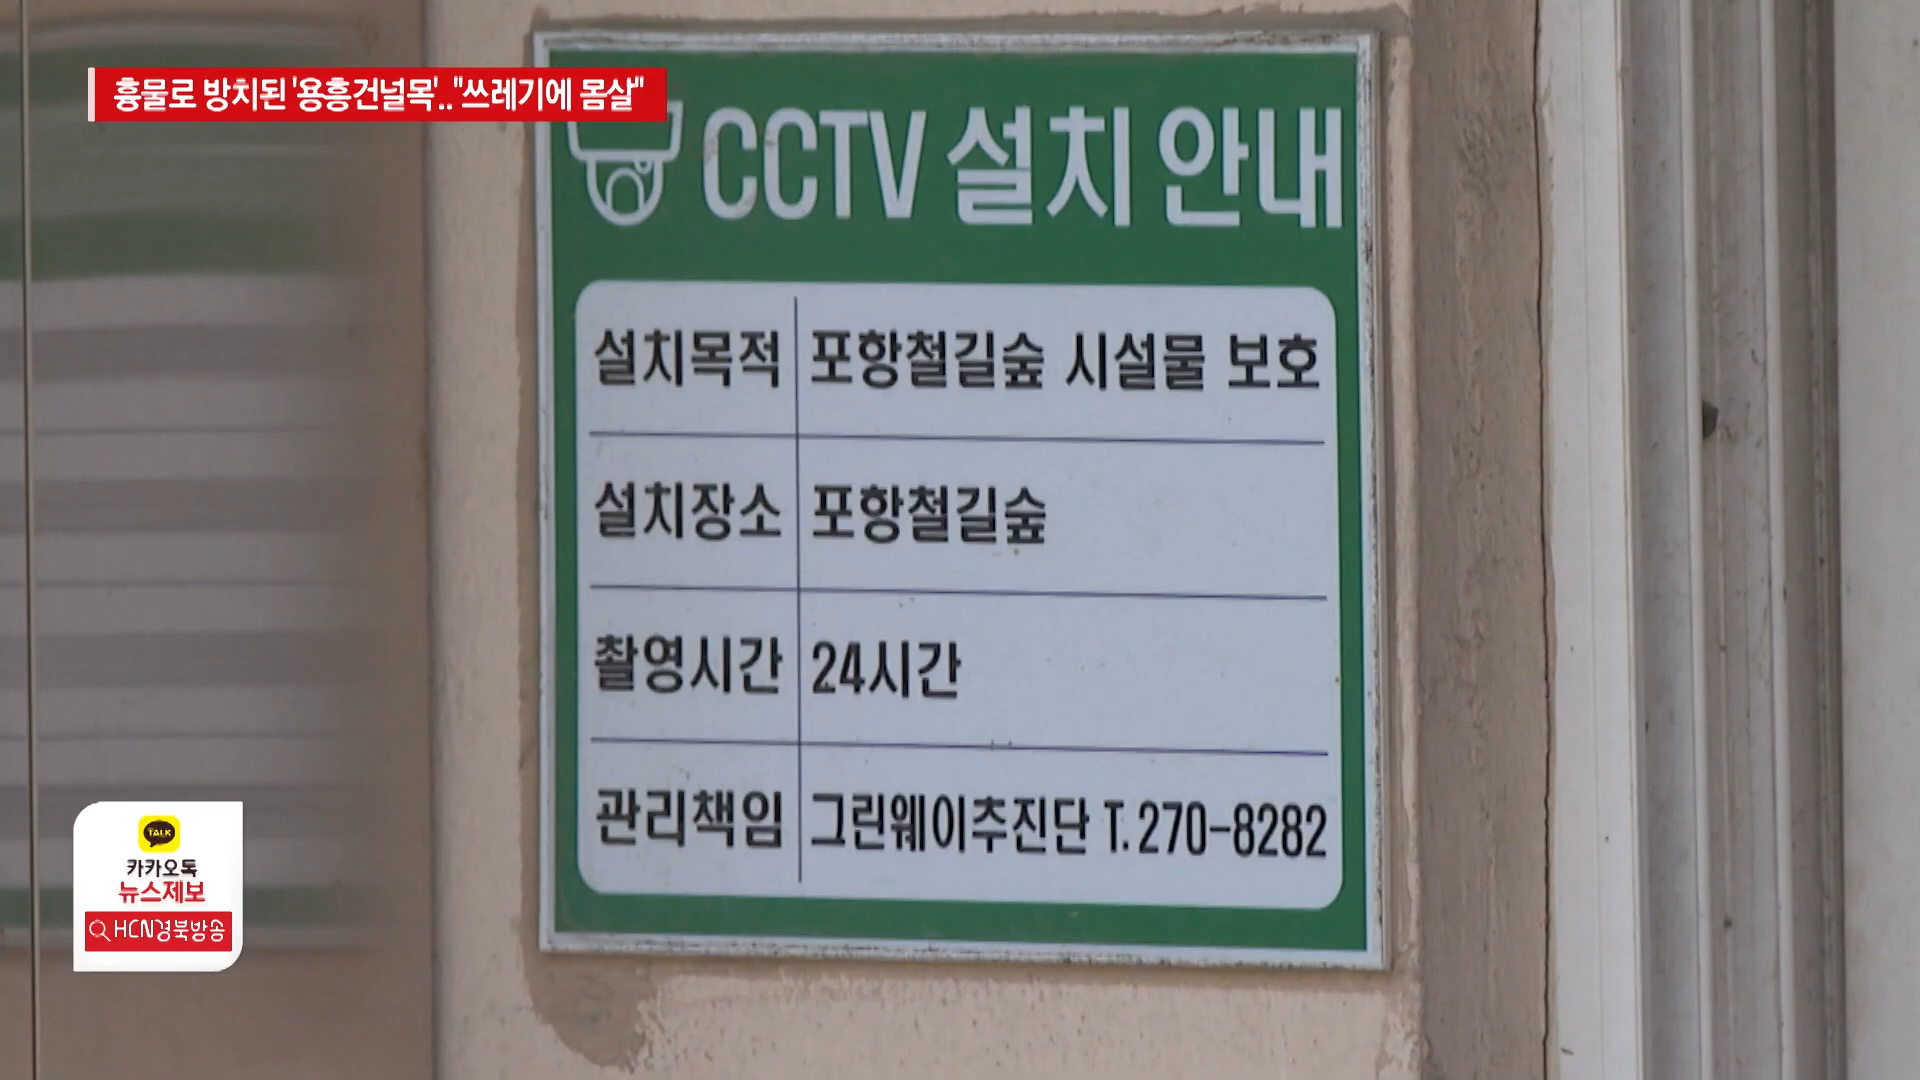 흉물로 방치된 '용흥건널목'.."쓰레기에 몸살"
CCTV 설치 안내
설치목적 포항철길숲 시설물 보호
설치장소 포항철길숲
촬영시간 24시간
관리책임 그린웨이추진단 T. 270-8282
TALK
카카오톡
뉴스제보
HCN경북방송